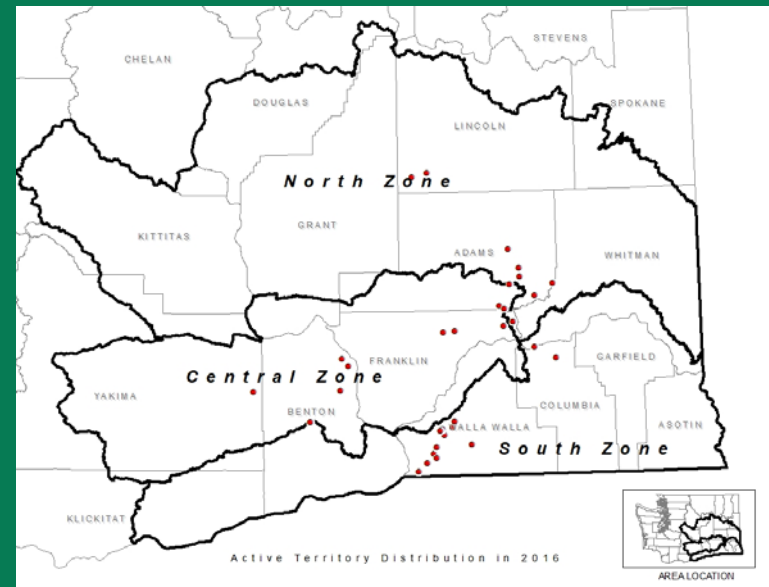 STEVENS
CHELAN
DOUGLAS
SPOKANE
LINCOLN
North Zone
GRANT
KITTITAS
ADAMS
WHITMAN
FRANKLIN
GARFIELD
Central Zone
YAKIMA
BENTON
COLUMBIA
WALLA WALLA
ASOTIN
South Zone
KLICKITAT
Active Territory Distribution in 2016
AREA LOCATION